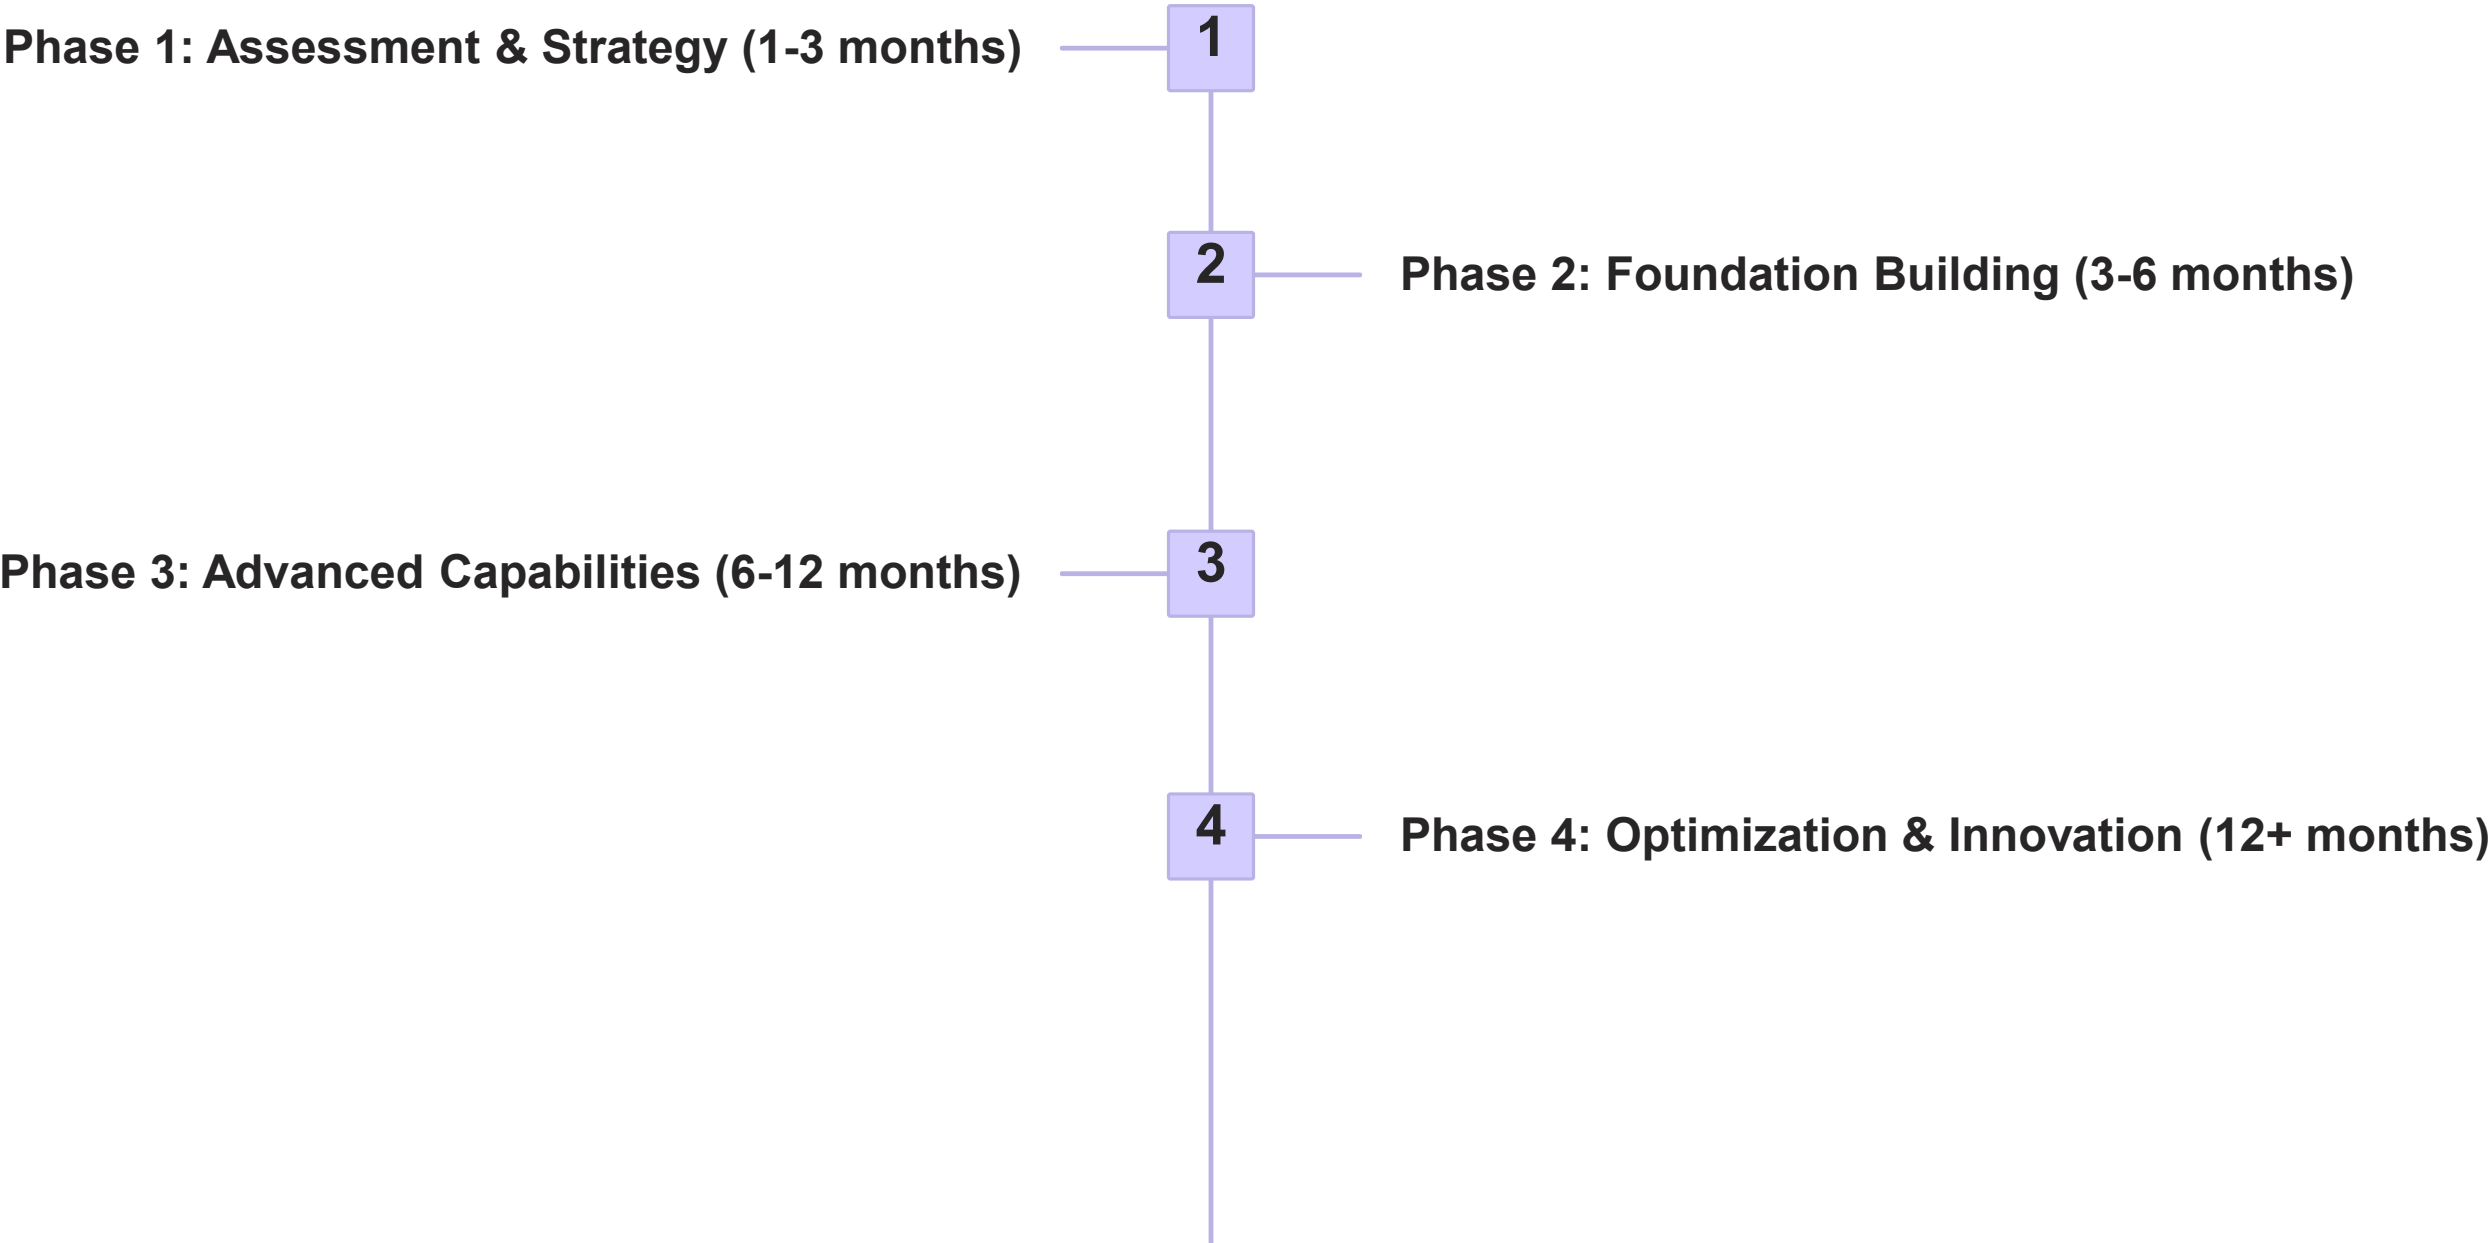 Phase 1: Assessment & Strategy (1-3 months)
1
2
Phase 2: Foundation Building (3-6 months)
Phase 3: Advanced Capabilities (6-12 months)
3
4
Phase 4: Optimization & Innovation (12+ months)